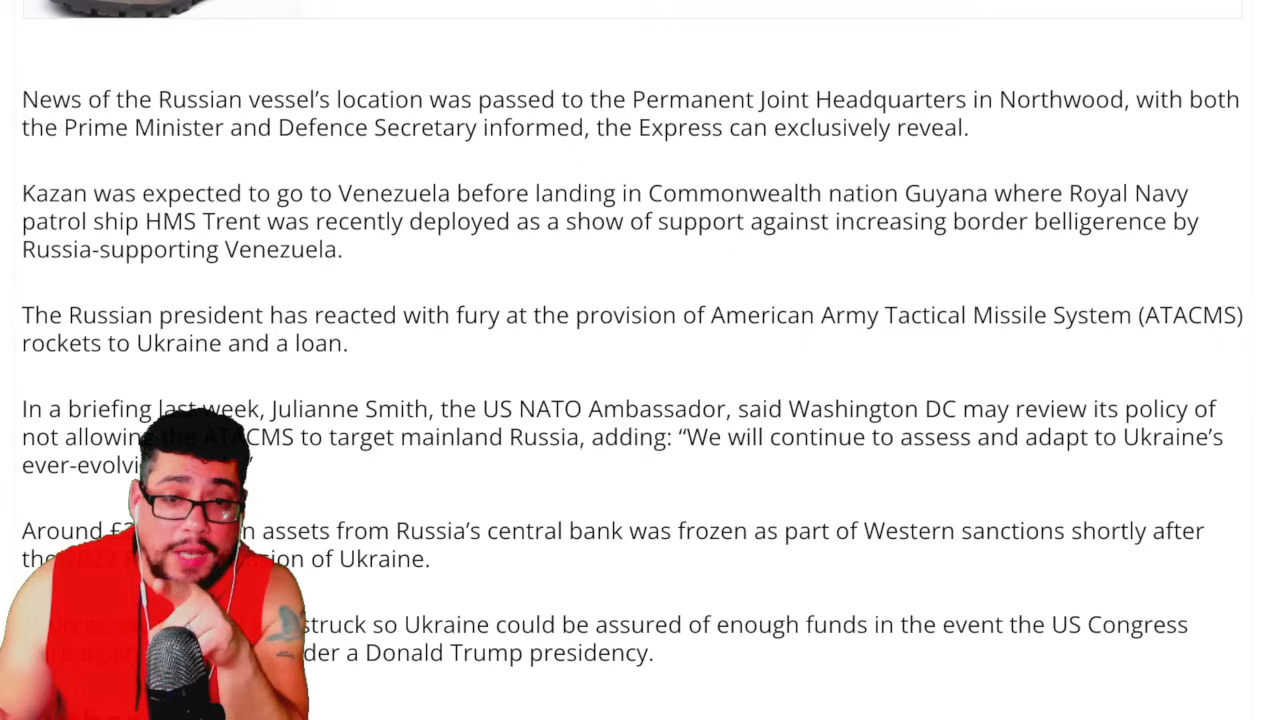 News of the Russian vessel’s location was passed to the Permanent Joint Headquarters in Northwood, with both
the Prime Minister and Defence Secretary informed, the Express can exclusively reveal.
Kazan was expected to go to Venezuela before landing in Commonwealth nation Guyana where Royal Navy
patrol ship HMS Trent was recently deployed as a show of support against increasing border belligerence by
Russia-supporting Venezuela.
The Russian president has reacted with fury at the provision of American Army Tactical Missile System (ATACMS)
rockets to Ukraine and a loan.
In a briefing last week, Julianne Smith, the US NATO Ambassador, said Washington DC may review its policy of
not allowing the ATACMS to target mainland Russia, adding: “We will continue to assess and adapt to Ukraine’s
Around assets from Russia’s central bank was frozen as part of Western sanctions shortly after
the 2022 of Ukraine.
struck so Ukraine could be assured of enough funds in the event the US Congress
a Donald Trump presidency.